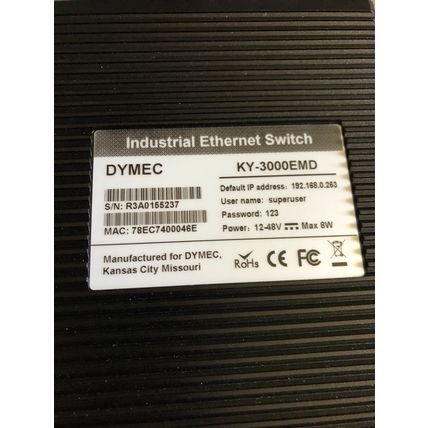 Industrial Ethernet Switch
DYMEC
KY-3000EMD
S/N: R3A0155237
MAC: 78EC7400046E
Default IP address: 192.168.0.253
User name: superuser
Password: 123
Power: 12-48V Max 8W
Manufactured for DYMEC,
Kansas City Missouri
RoHs CE FC